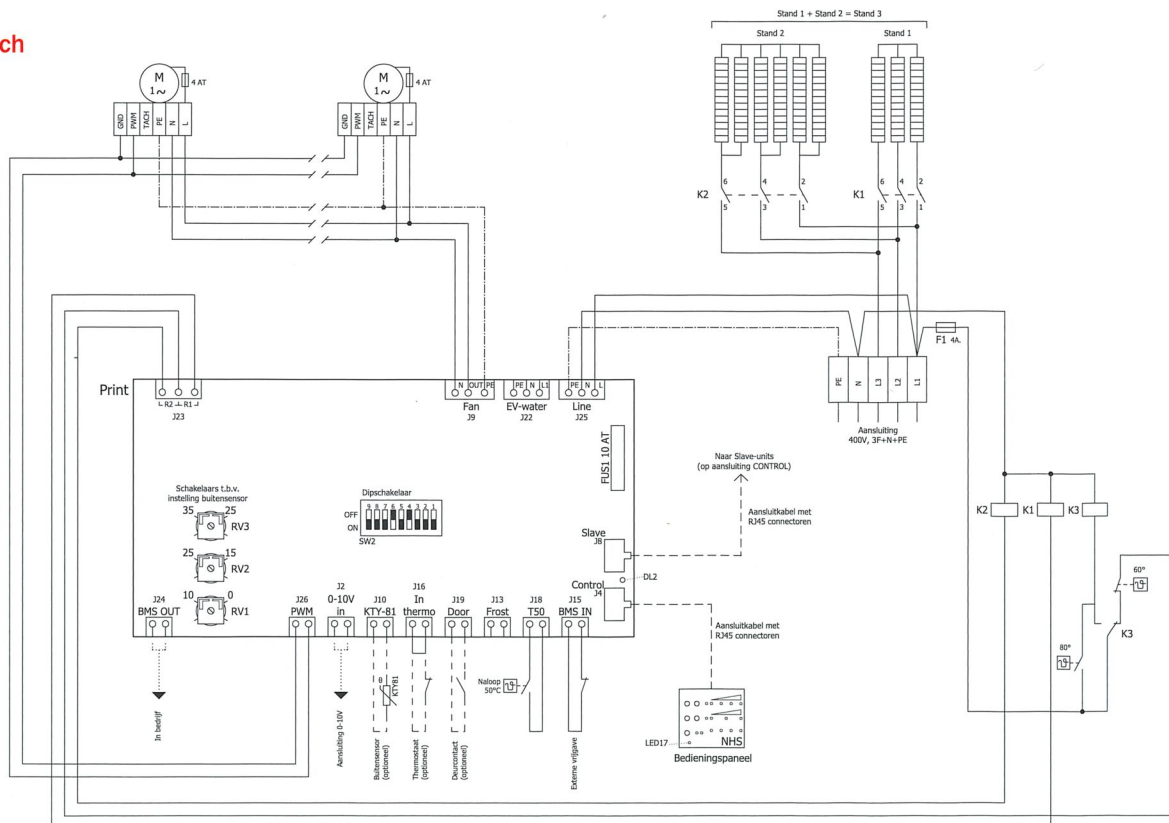 ch
Stand 1 + Stand 2 = Stand 3
Stand 2
Stand 1
M
1~
4 AT
M
1~
4 AT
GND
PWM
TACH
PE
N
L
GND
PWM
TACH
PE
N
L
6
4
2
K2
5
3
1
6
4
2
K1
5
3
1
F1 4A.
PE
N
L3
L2
L1
Aansluiting
400V, 3F+N+PE
Print
R2
R1
J23
N
OUT
PE
Fan
J9
PE
N
L1
EV-water
J22
PE
N
L
Line
J25
FUS1 10 AT
Naar Slave-units
(op aansluiting CONTROL)
Aansluitkabel met
RJ45 connectoren
Schakelaars t.b.v.
instelling buitensensor
35
25
RV3
25
15
RV2
10
0
RV1
Dipschakelaar
9 8 7 6 5 4 3 2 1
OFF
ON
SW2
Slave
J8
DL2
Control
J4
Aansluitkabel met
RJ45 connectoren
K2
K1
K3
60°
K3
80°
J24
BMS OUT
J26
PWM
J2
0-10V
in
J10
KTY-81
J16
In
thermo
J19
Door
J13
Frost
J18
T50
J15
BMS IN
In bedrijf
Aansluiting 0-10V
θ
KTY81
Buitensensor
(optioneel)
Thermostaat
(optioneel)
Deurcontact
(optioneel)
Naloop
50°C
Externe vrijgave
LED17
NHS
Bedieningspaneel